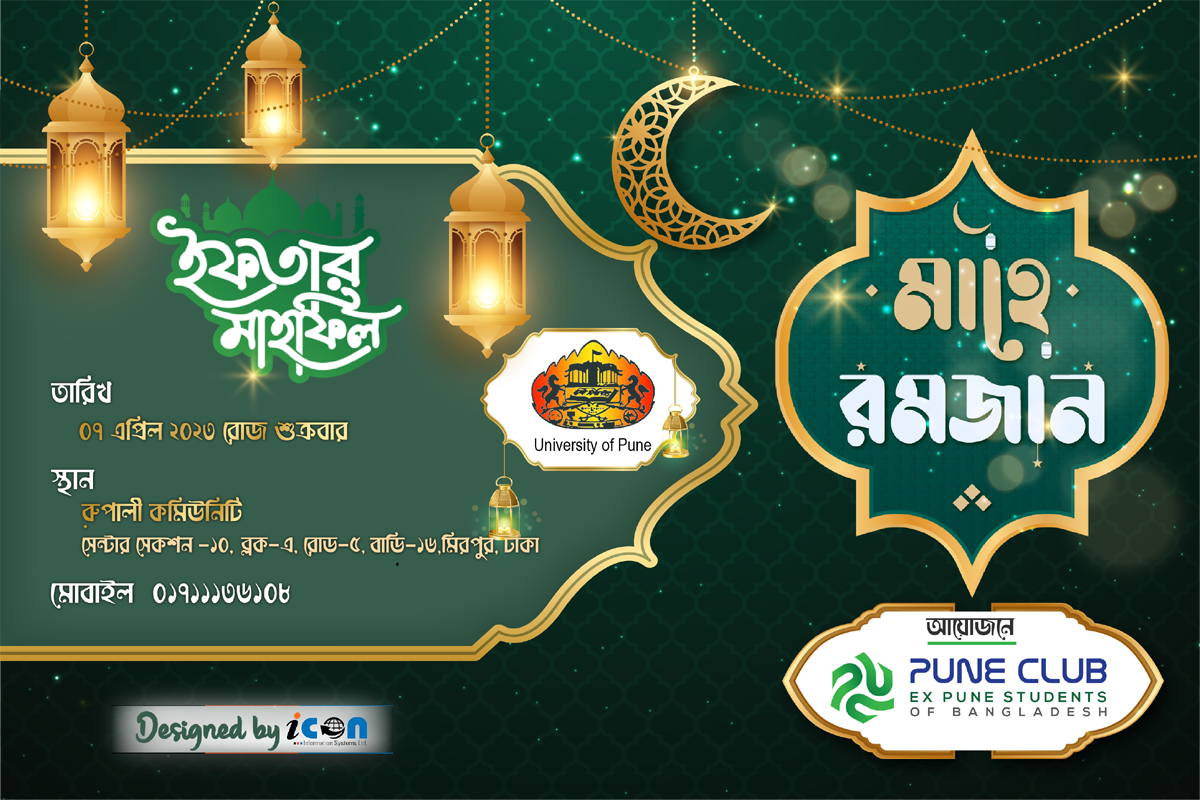 ইফতার
মাহফিল
তারিখ
০৭ এপ্রিল ২০২৩ রোজ শুক্রবার
স্থান
রুপালী কমিউনিটি
সেন্টার সেকশন -১০, ব্লক-এ, রোড-৫, বাডি-১৬,মিরপুর, ঢাকা
মোবাইল ০১৭১১১৩৬১০৮
University of Pune
মাহে
রমজান
আয়োজনে
PUNE CLUB
EX PUNE STUDENTS
OF BANGLADESH
Designed by icon
Information Systems Ltd